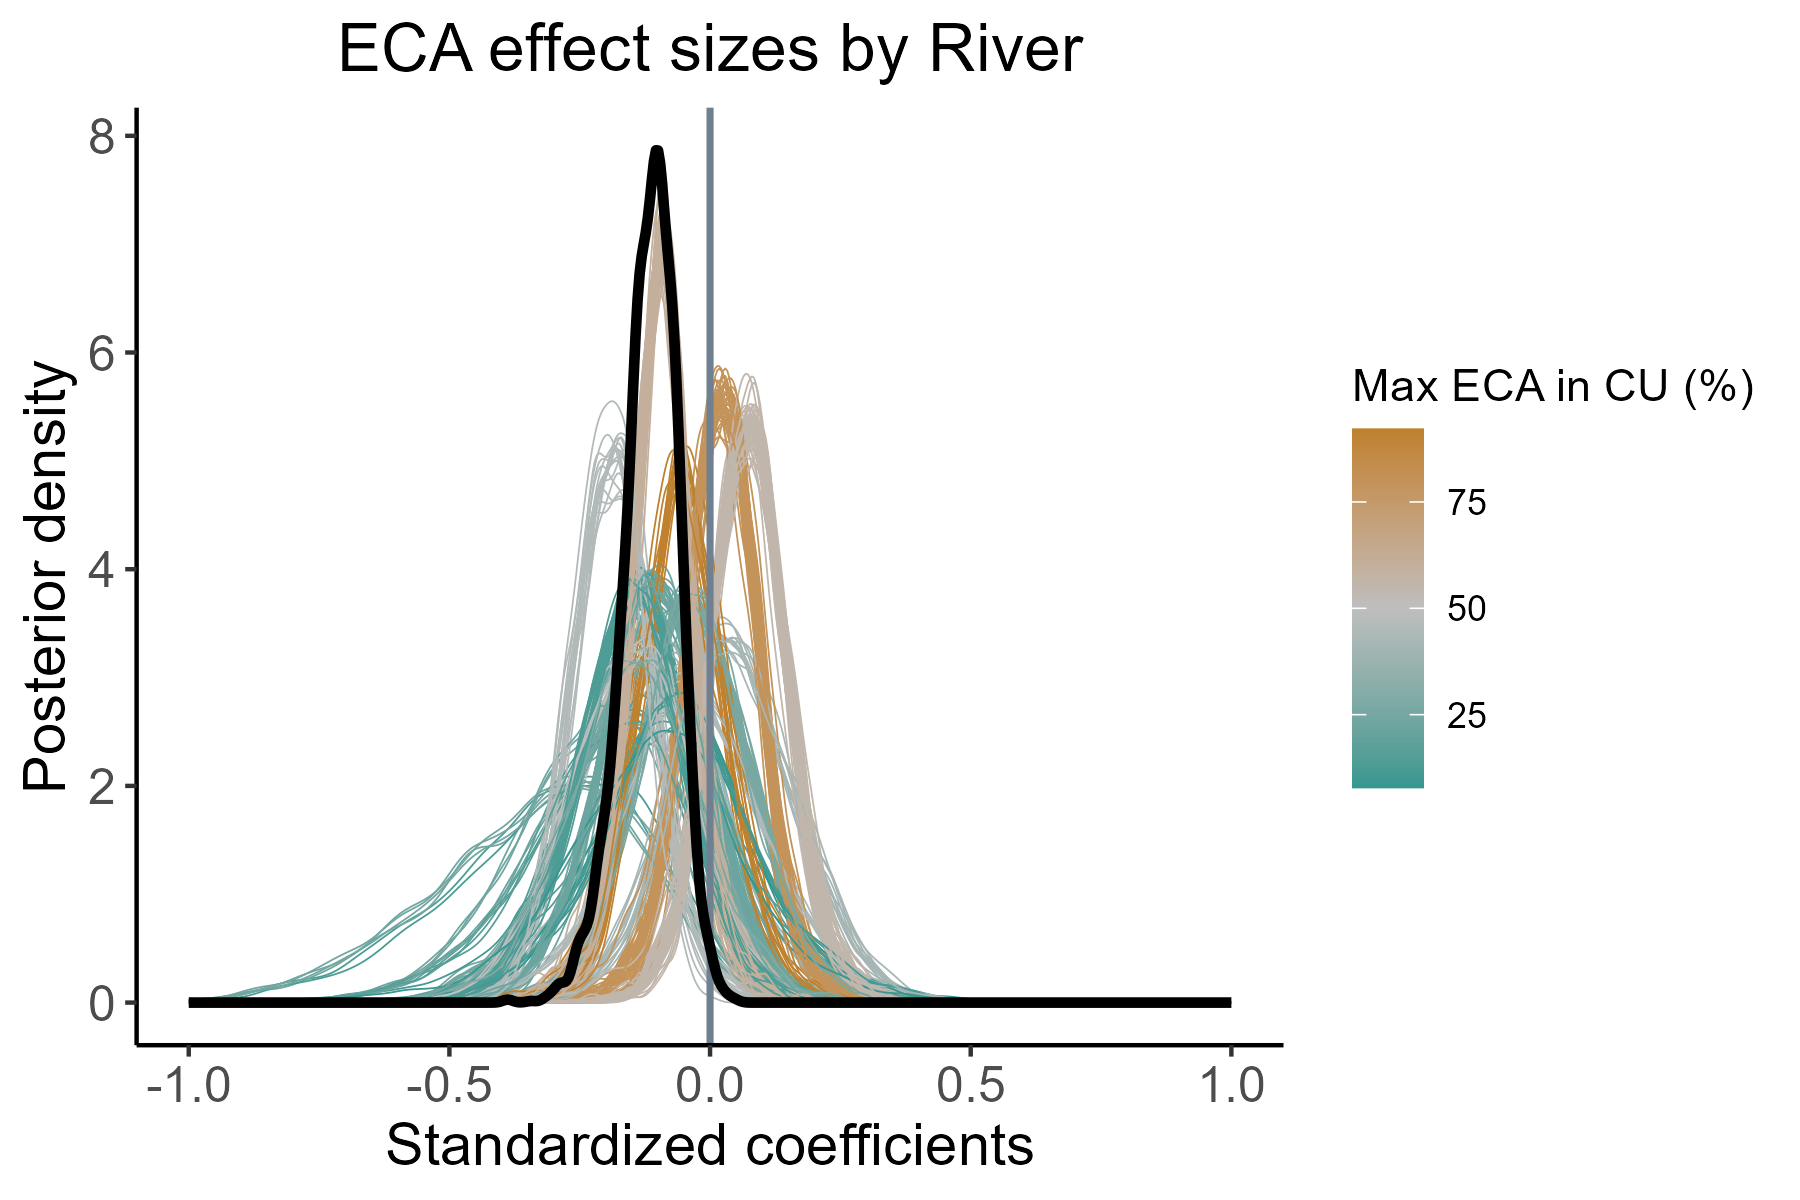 ECA effect sizes by River
Posterior density
8
6
4
2
0
-1.0 -0.5 0.0 0.5 1.0
Standardized coefficients
Max ECA in CU (%)
75
50
25